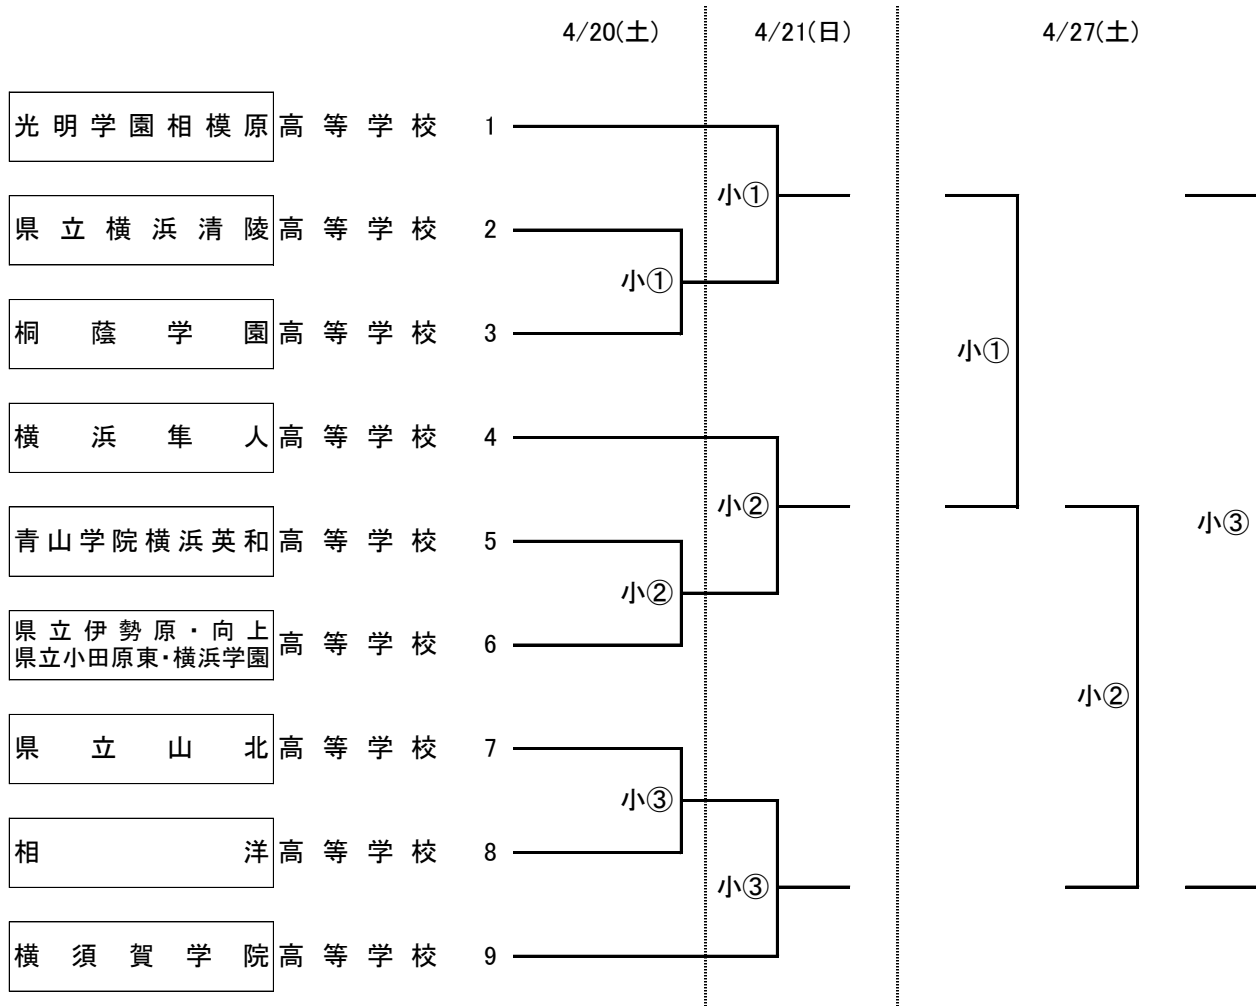 4/20(土) 4/21(日) 4/27(土)
光明学園相模原高等学校 1
小①
県立横浜清陵高等学校 2
小①
桐蔭学園高等学校 3
小①
横浜隼人高等学校 4
小②
小③
青山学院横浜英和高等学校 5
小②
県立伊勢原・向上
県立小田原東・横浜学園
高等学校 6
小②
県立山北高等学校 7
小③
相洋高等学校 8
小③
横須賀学院高等学校 9